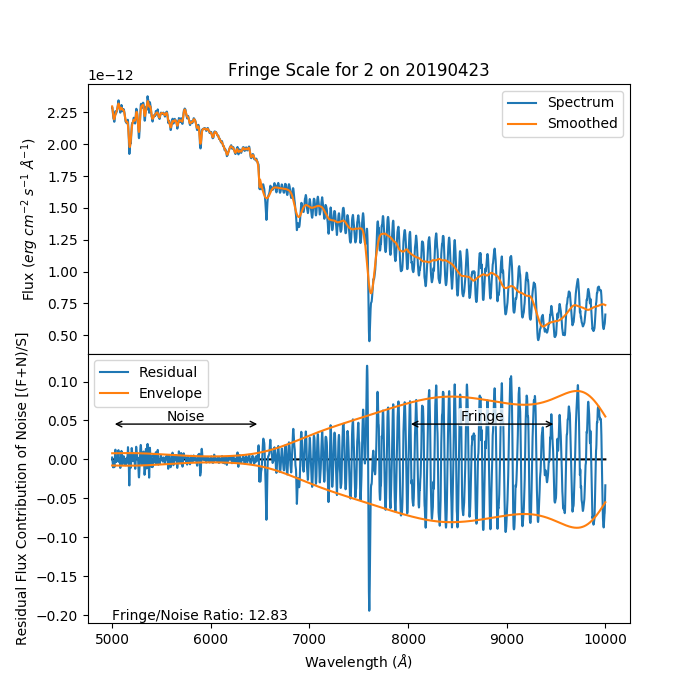 Fringe Scale for 2 on 20190423
1e−12
Spectrum
Smoothed
2.25
2.00
1.75
1.50
1.25
1.00
0.75
0.50
Flux (erg cm⁻² s⁻¹ Å⁻¹)
Residual
Envelope
Noise
Fringe
0.10
0.05
0.00
−0.05
−0.10
−0.15
−0.20
Residual Flux Contribution of Noise [(F+N)/S]
Fringe/Noise Ratio: 12.83
5000 6000 7000 8000 9000 10000
Wavelength (Å)